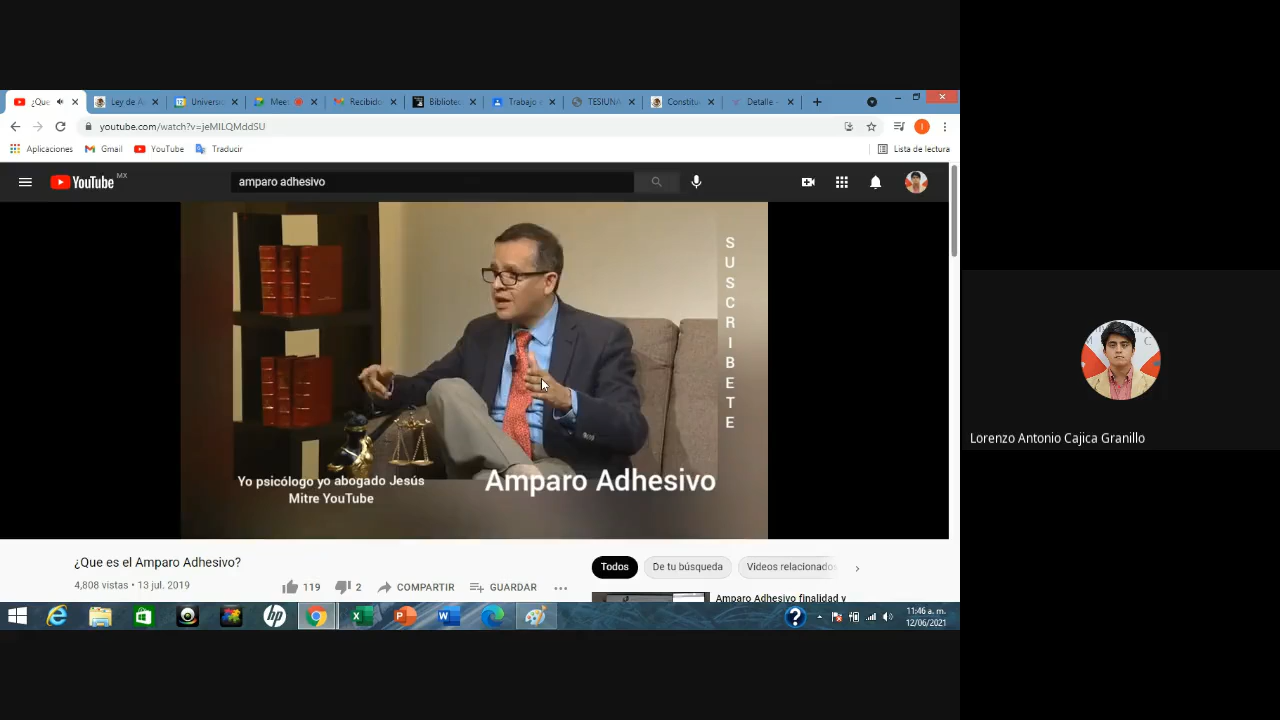 ¿Que
Ley de A
Universi
Meet
Recibido
Bibliote
Trabajo e
TESIUNA
Constitu
Detalle -
youtube.com/watch?v=jeMILQMddSU
Aplicaciones
Gmail
YouTube
Traducir
Lista de lectura
YouTube MX
amparo adhesivo
SUSCRIBETE
Yo psicólogo yo abogado Jesús
Mitre YouTube
Amparo Adhesivo
¿Que es el Amparo Adhesivo?
4,808 vistas • 13 jul. 2019
119
2
COMPARTIR
GUARDAR
Todos
De tu búsqueda
Videos relacionados
Amparo Adhesivo finalidad y
11:46 a. m.
12/06/2021
Lorenzo Antonio Cajica Granillo